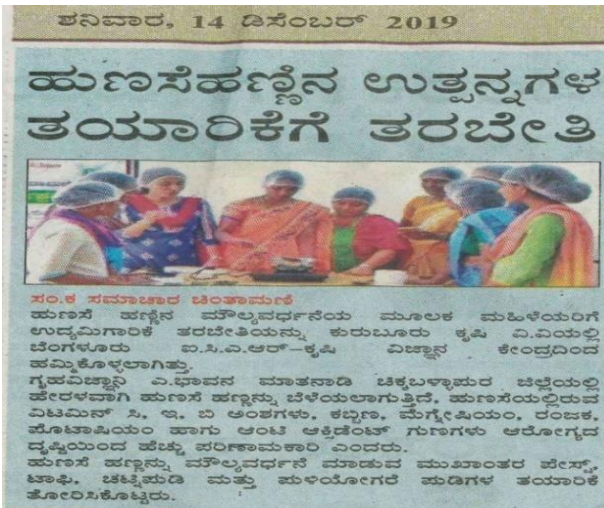 ಶನಿವಾರ, 14 ಡಿಸೆಂಬರ್ 2019
ಹುಣಸೆಹಣ್ಣಿನ ಉತ್ಪನ್ನಗಳ
ತಯಾರಿಕೆಗೆ ತರಬೇತಿ
ಸಂ.ಕ ಸಮಾಚಾರ ಚಿಂತಾಮಣಿ
ಹುಣಸೆ ಹಣ್ಣಿನ ಮೌಲ್ಯವರ್ಧನೆಯ ಮೂಲಕ ಮಹಿಳೆಯರಿಗೆ
ಉದ್ಯಮಿಗಾರಿಕೆ ತರಬೇತಿಯನ್ನು ಕುರುಬೂರು ಕೃಷಿ ವಿ.ವಿಯಲ್ಲಿ
ಬೆಂಗಳೂರು ಐ.ಸಿ.ಎ.ಆರ್-ಕೃಷಿ ವಿಜ್ಞಾನ ಕೇಂದ್ರದಿಂದ
ಹಮ್ಮಿಕೊಳ್ಳಲಾಗಿತ್ತು.
ಗೃಹವಿಜ್ಞಾನಿ ಎ.ಭಾವನ ಮಾತನಾಡಿ ಚಿಕ್ಕಬಳ್ಳಾಪುರ ಜಿಲ್ಲೆಯಲ್ಲಿ
ಹೇರಳವಾಗಿ ಹುಣಸೆ ಹಣ್ಣನ್ನು ಬೆಳೆಯಲಾಗುತ್ತಿದೆ. ಹುಣಸೆಯಲ್ಲಿರುವ
ವಿಟಮಿನ್ ಸಿ, ಇ, ಬಿ ಅಂಶಗಳು, ಕಬ್ಬಿಣ, ಮೆಗ್ನೇಷಿಯಂ, ರಂಜಕ,
ಪೊಟಾಷಿಯಂ ಹಾಗು ಆಂಟಿ ಆಕ್ಸಿಡೆಂಟ್ ಗುಣಗಳು ಆರೋಗ್ಯದ
ದೃಷ್ಟಿಯಿಂದ ಹೆಚ್ಚು ಪರಿಣಾಮಕಾರಿ ಎಂದರು.
ಹುಣಸೆ ಹಣ್ಣನ್ನು ಮೌಲ್ಯವರ್ಧನೆ ಮಾಡುವ ಮುಖಾಂತರ ಪೇಸ್ಟ್,
ಟಾಫಿ, ಚಟ್ನಿಪುಡಿ ಮತ್ತು ಪುಳಿಯೋಗರೆ ಪುಡಿಗಳ ತಯಾರಿಕೆ
ತೋರಿಸಿಕೊಟ್ಟರು.